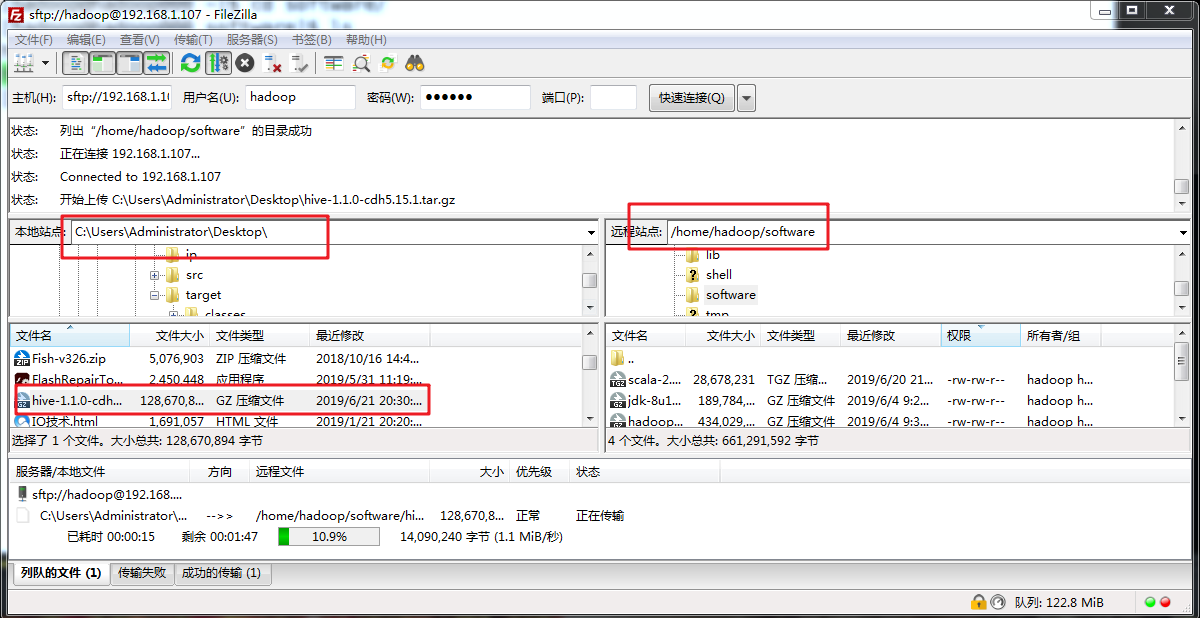 sftp://hadoop@192.168.1.107 - FileZilla
文件(F) 编辑(E) 查看(V) 传输(T) 服务器(S) 书签(B) 帮助(H)
主机(H): sftp://192.168.1.10 用户名(U): hadoop 密码(W): ●●●●●● 端口(P): 快速连接(Q)
状态: 列出“/home/hadoop/software”的目录成功
状态: 正在连接 192.168.1.107...
状态: Connected to 192.168.1.107
状态: 开始上传 C:\Users\Administrator\Desktop\hive-1.1.0-cdh5.15.1.tar.gz
本地站点: C:\Users\Administrator\Desktop\
远程站点: /home/hadoop/software
ip
src
target
classes
lib
shell
software
tmp
文件名 文件大小 文件类型 最近修改
Fish-v326.zip 5,076,903 ZIP 压缩文件 2018/10/16 14:4...
FlashRepairTo... 2,450,448 应用程序 2019/5/31 11:19:...
hive-1.1.0-cdh... 128,670,8... GZ 压缩文件 2019/6/21 20:30:...
IO技术.html 1,691,057 HTML 文件 2019/1/21 20:20:...
选择了 1 个文件。大小总共: 128,670,894 字节
文件名 文件大小 文件类型 最近修改 权限 所有者/组
..
scala-2.... 28,678,231 TGZ 压缩... 2019/6/20 21... -rw-rw-r-- hadoop h...
jdk-8u1... 189,784,... GZ 压缩文件 2019/6/4 9:2... -rw-rw-r-- hadoop h...
hadoop... 434,029,... GZ 压缩文件 2019/6/4 9:3... -rw-rw-r-- hadoop h...
4 个文件。大小总共: 661,291,592 字节
服务器/本地文件 方向 远程文件 大小 优先级 状态
sftp://hadoop@192.168....
C:\Users\Administrator\... -->> /home/hadoop/software/hi... 128,670,8... 正常 正在传输
已耗时 00:00:15 剩余 00:01:47 10.9% 14,090,240 字节 (1.1 MiB/秒)
列队的文件 (1) 传输失败 成功的传输 (1)
队列: 122.8 MiB